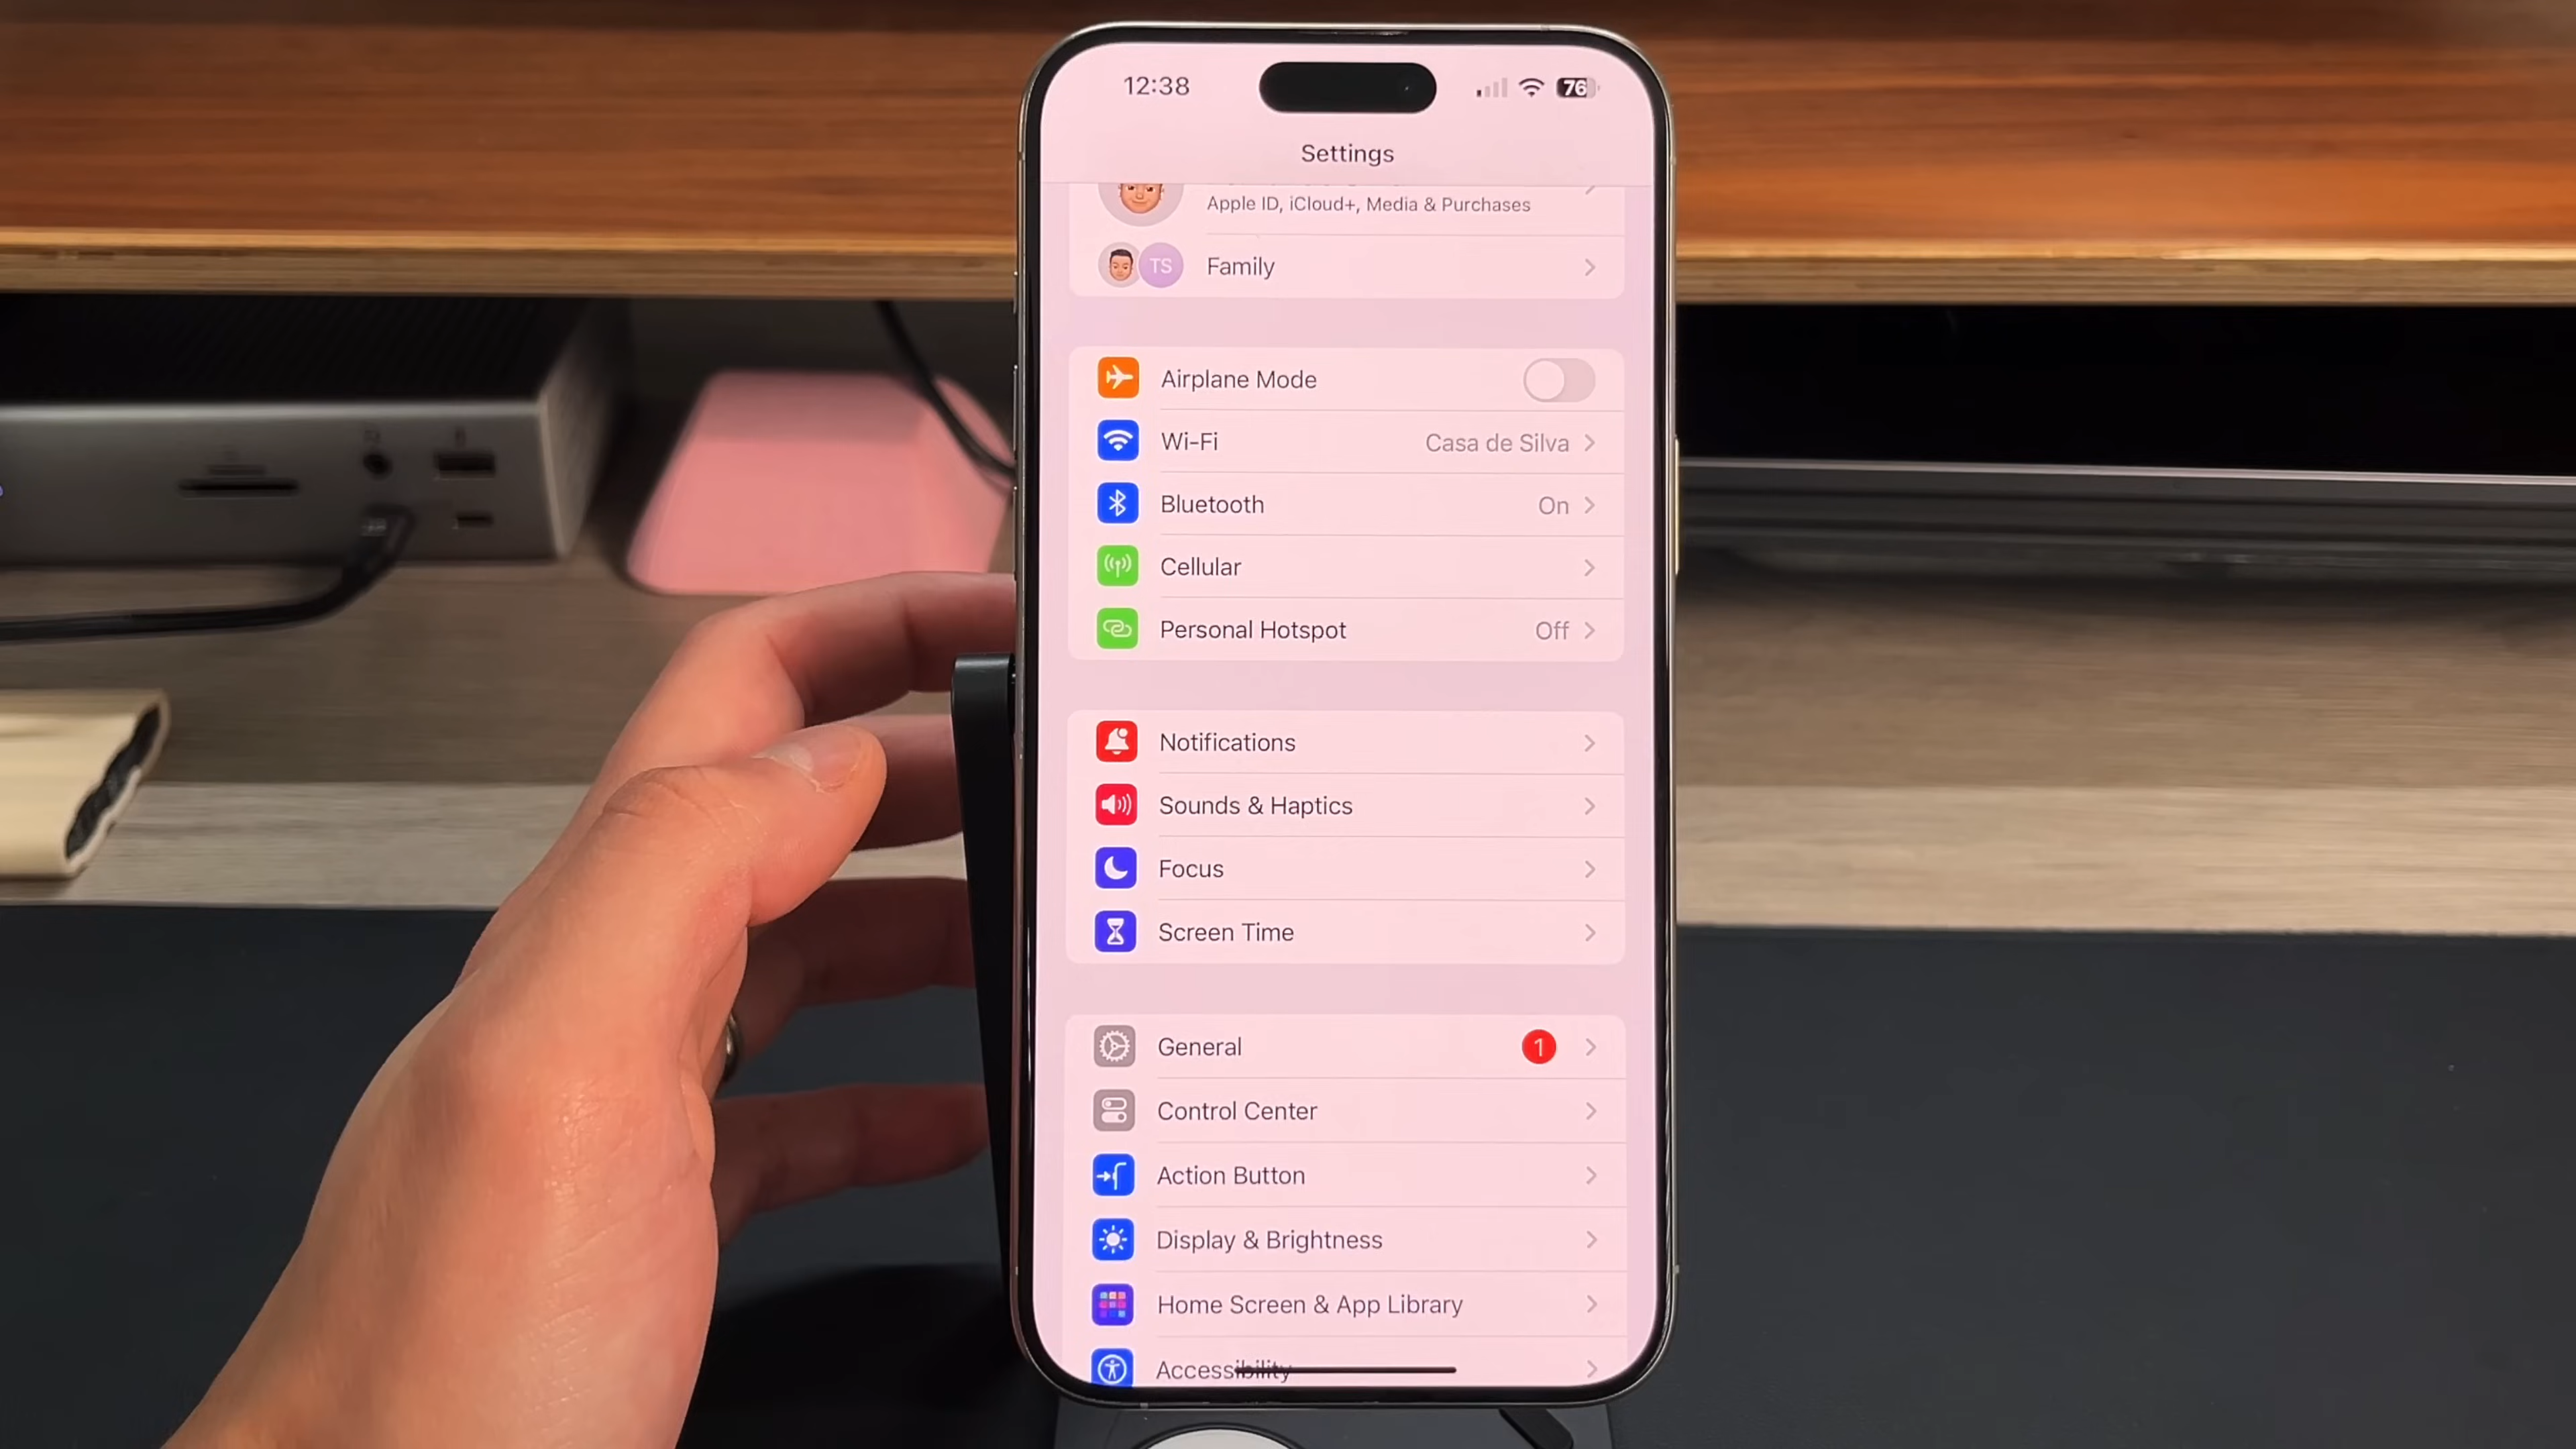 12:38
76
Settings
Apple ID, iCloud+, Media & Purchases
TS
Family
Airplane Mode
Wi-Fi Casa de Silva
Bluetooth On
Cellular
Personal Hotspot Off
Notifications
Sounds & Haptics
Focus
Screen Time
General 1
Control Center
Action Button
Display & Brightness
Home Screen & App Library
Accessibility